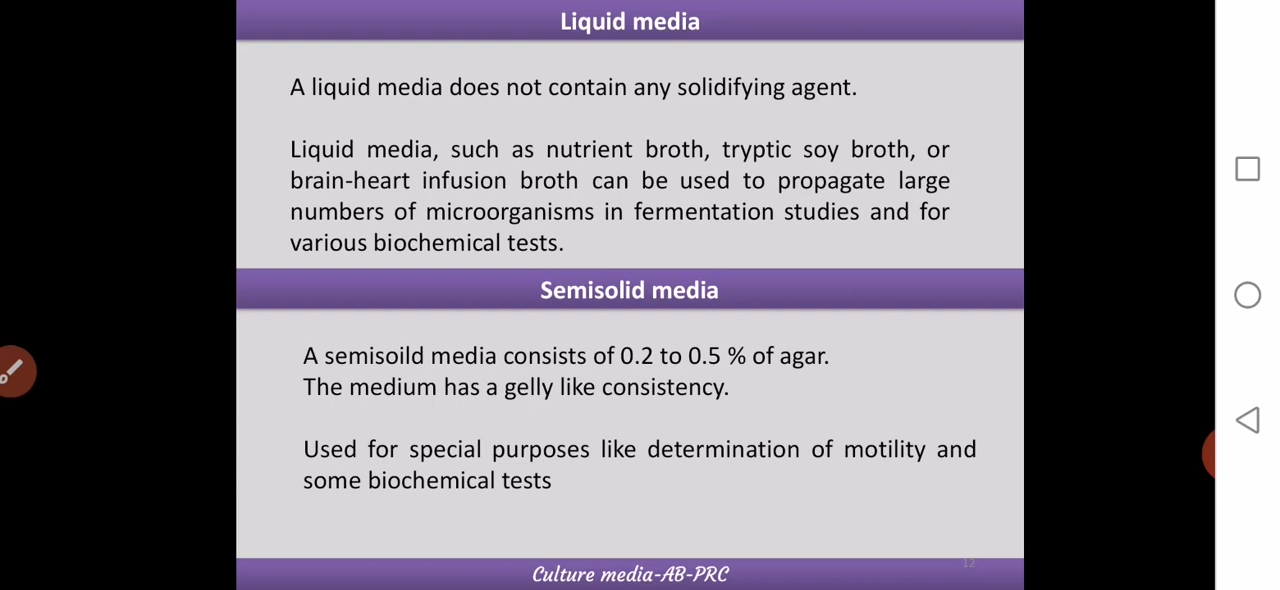 Liquid media
A liquid media does not contain any solidifying agent.
Liquid media, such as nutrient broth, tryptic soy broth, or
brain-heart infusion broth can be used to propagate large
numbers of microorganisms in fermentation studies and for
various biochemical tests.
Semisolid media
A semisoild media consists of 0.2 to 0.5 % of agar.
The medium has a gelly like consistency.
Used for special purposes like determination of motility and
some biochemical tests
12
Culture media-AB-PRC